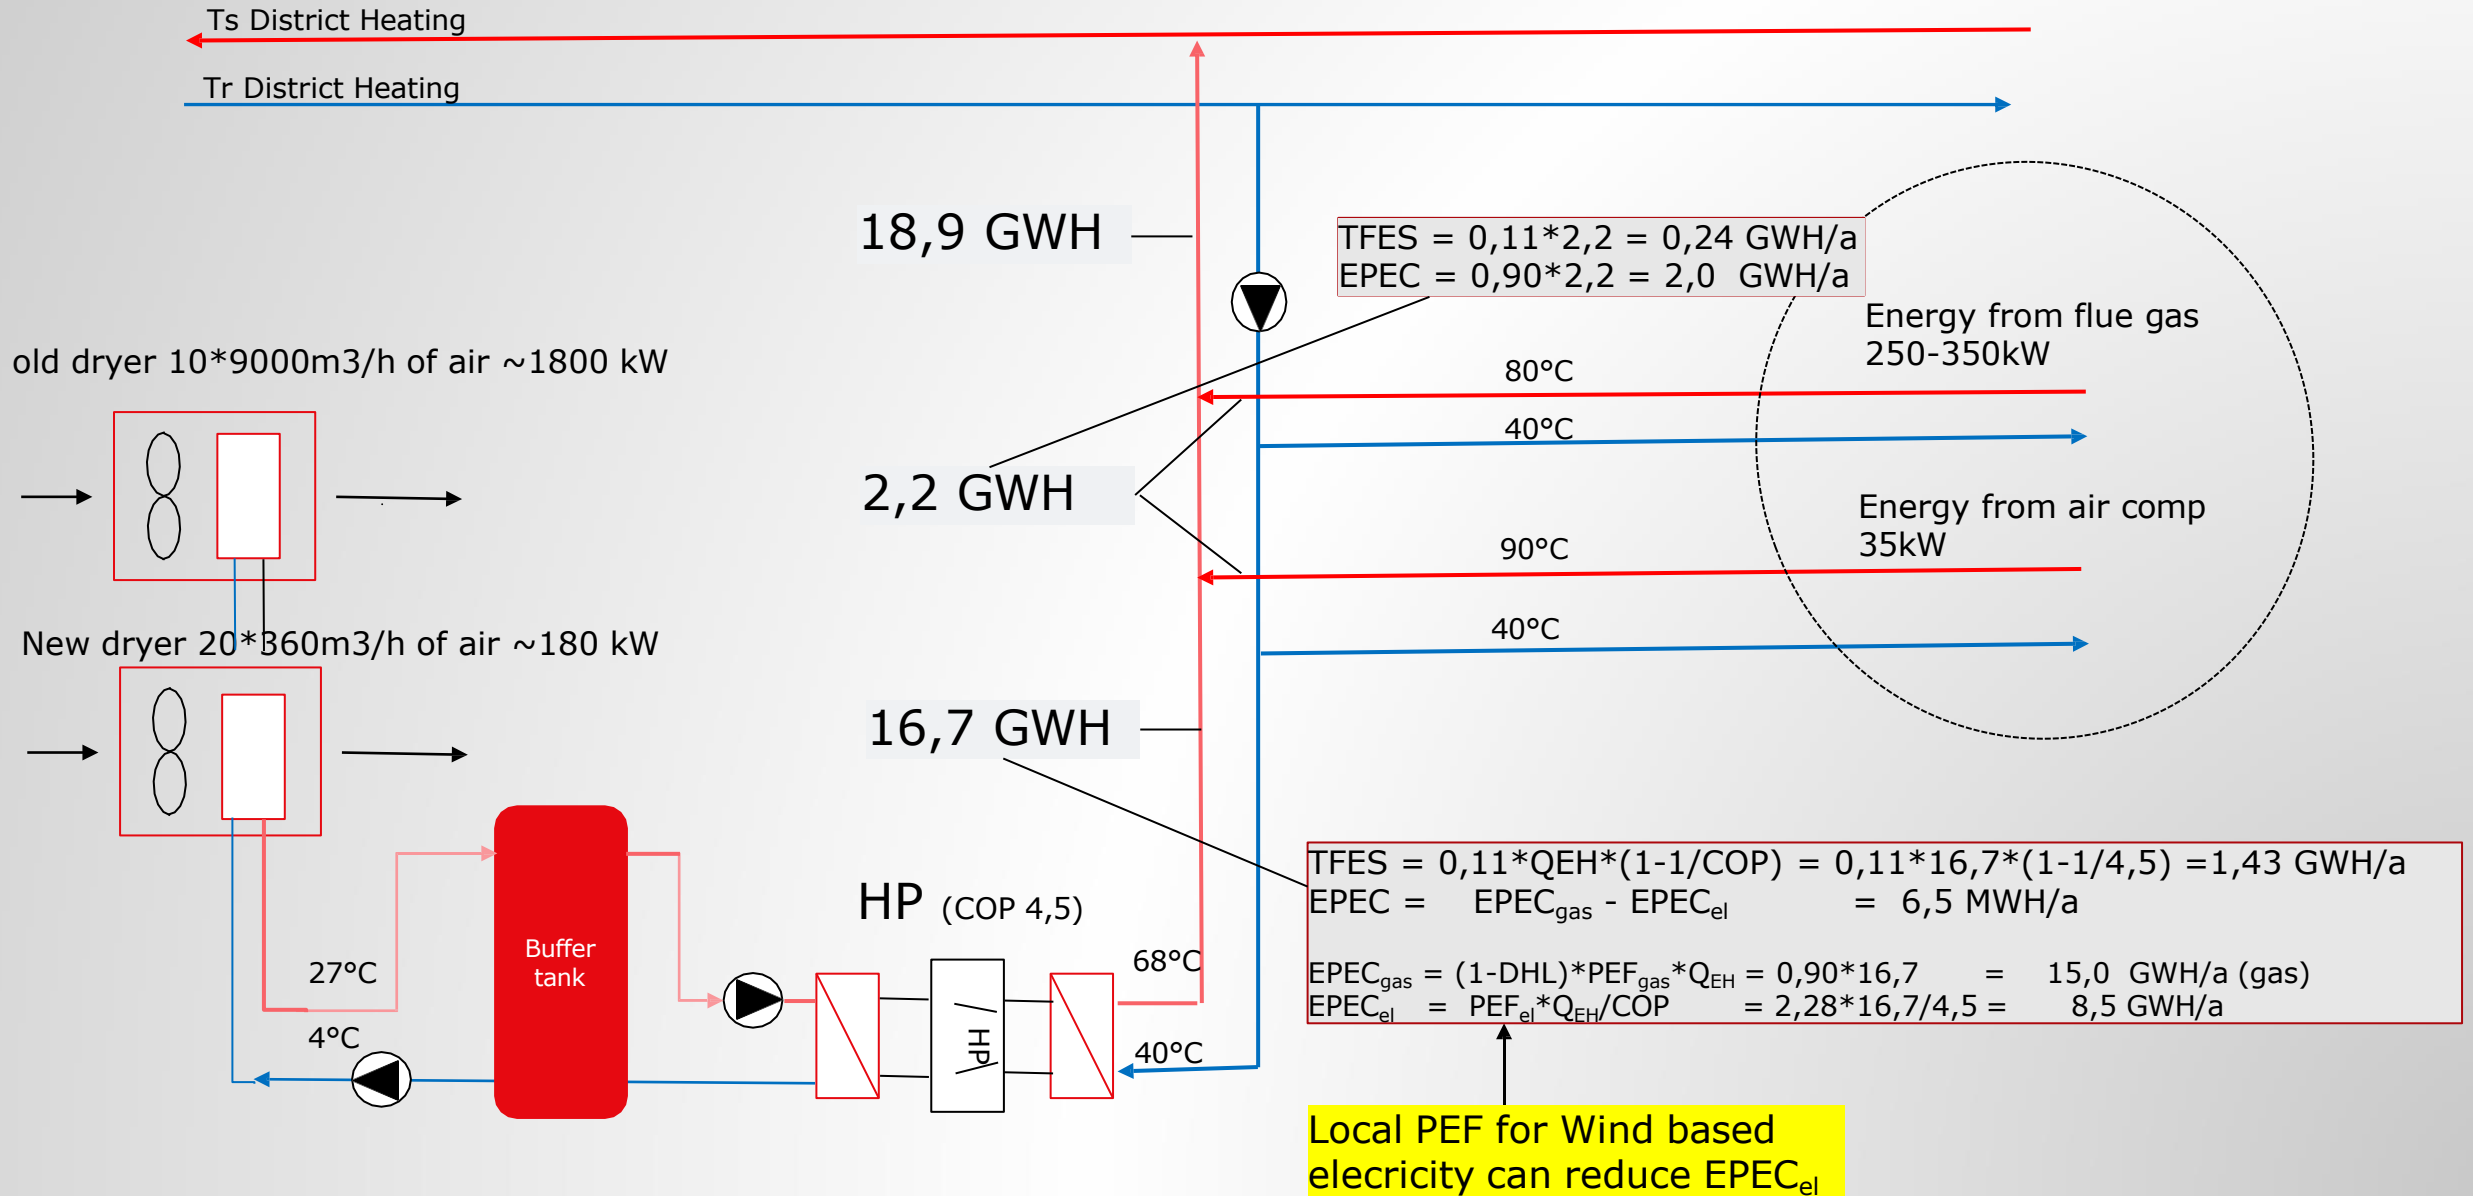 Ts District Heating
Tr District Heating
18,9 GWH
TFES = 0,11*2,2 = 0,24 GWH/a
EPEC = 0,90*2,2 = 2,0 GWH/a
Energy from flue gas
250-350kW
old dryer 10*9000m3/h of air ~1800 kW
80°C
40°C
2,2 GWH
Energy from air comp
35kW
90°C
40°C
New dryer 20*360m3/h of air ~180 kW
16,7 GWH
TFES = 0,11*QEH*(1-1/COP) = 0,11*16,7*(1-1/4,5) =1,43 GWH/a
EPEC = EPECgas - EPECel = 6,5 MWH/a
EPECgas = (1-DHL)*PEFgas*QEH = 0,90*16,7 = 15,0 GWH/a (gas)
EPECel = PEFel*QEH/COP = 2,28*16,7/4,5 = 8,5 GWH/a
HP (COP 4,5)
Buffer
tank
27°C
4°C
68°C
40°C
HP
Local PEF for Wind based
elecricity can reduce EPECel